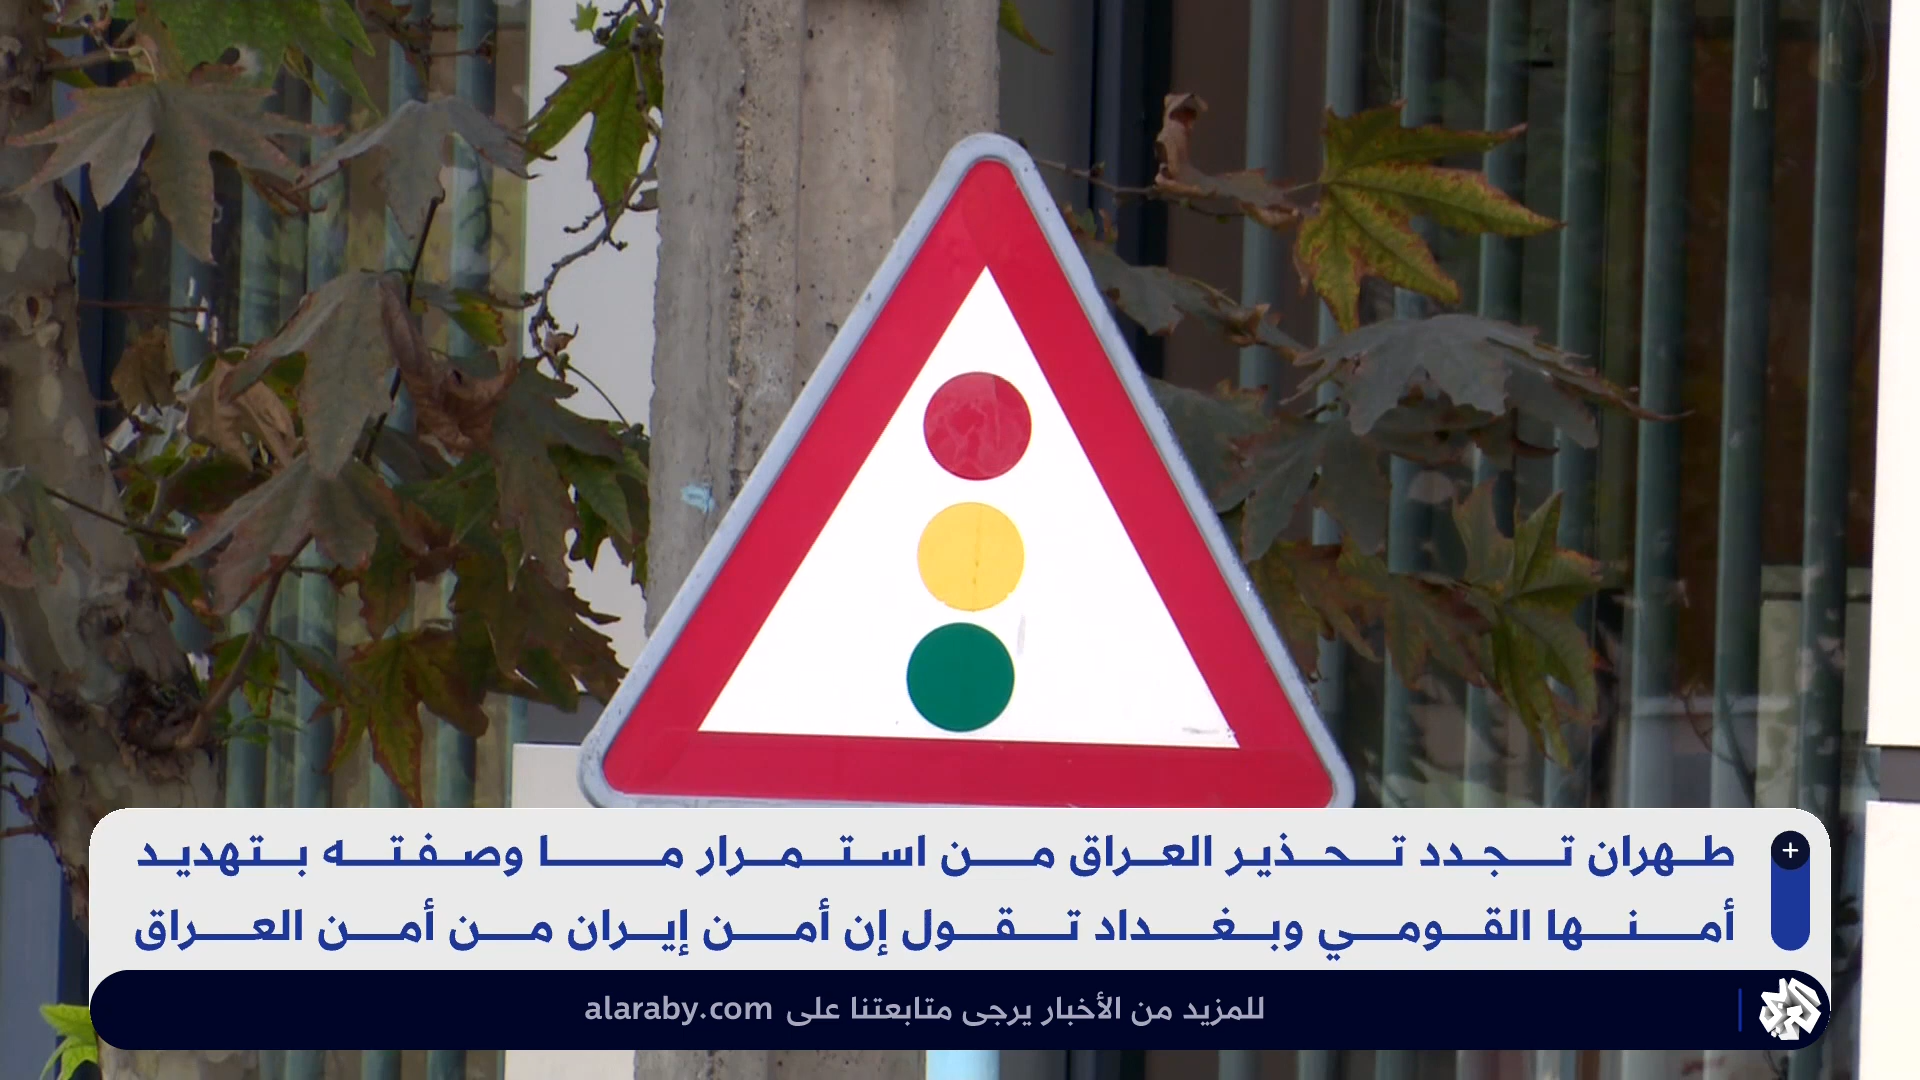 طهران تجدد تحذير العراق من استمرار ما وصفته بتهديد
أمنها القومي وبغداد تقول إن أمن إيران من أمن العراق
للمزيد من الأخبار يرجى متابعتنا على alaraby.com